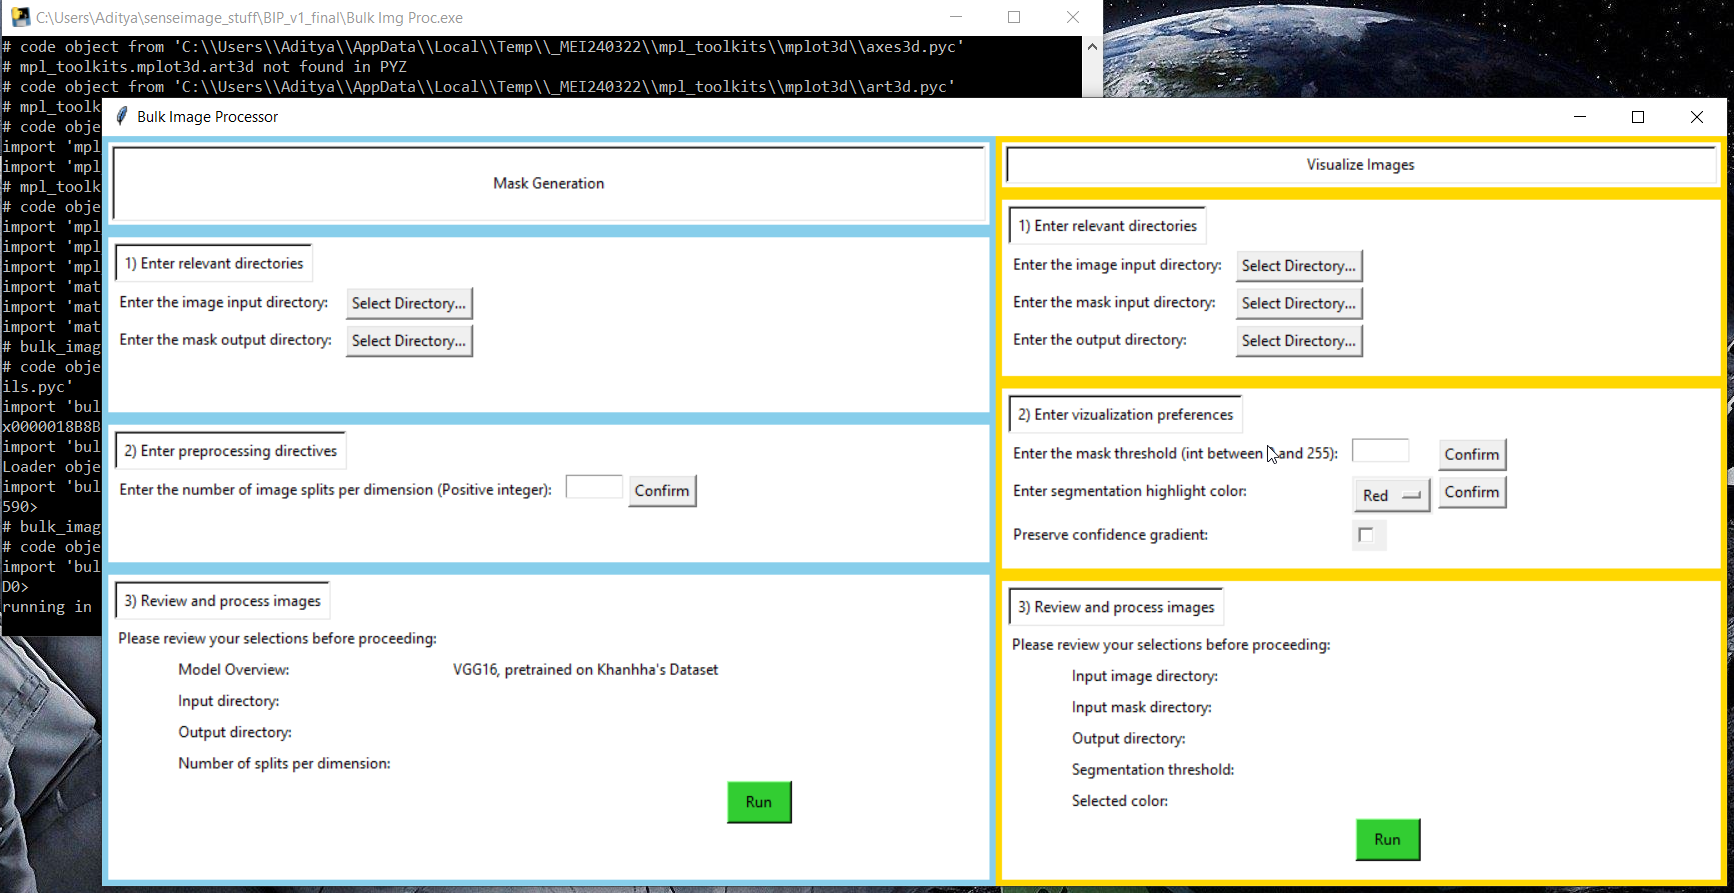 C:\Users\Aditya\senseimage_stuff\BIP_v1_final\Bulk Img Proc.exe
# code object from 'C:\\Users\\Aditya\\AppData\\Local\\Temp\\_MEI240322\\mpl_toolkits\\mplot3d\\axes3d.pyc'
# mpl_toolkits.mplot3d.art3d not found in PYZ
# code object from 'C:\\Users\\Aditya\\AppData\\Local\\Temp\\_MEI240322\\mpl_toolkits\\mplot3d\\art3d.pyc'
# mpl_toolk
# code obje
import 'mpl
import 'mpl
# mpl_toolk
# code obje
import 'mpl
import 'mpl
import 'mpl
import 'mat
import 'mat
import 'mat
# bulk_imag
# code obje
ils.pyc'
import 'bul
x0000018B8B
import 'bul
Loader obje
import 'bul
590>
# bulk_imag
# code obje
import 'bul
D0>
running in
Bulk Image Processor
Mask Generation
1) Enter relevant directories
Enter the image input directory: Select Directory...
Enter the mask output directory: Select Directory...
2) Enter preprocessing directives
Enter the number of image splits per dimension (Positive integer): Confirm
3) Review and process images
Please review your selections before proceeding:
Model Overview: VGG16, pretrained on Khanhha's Dataset
Input directory:
Output directory:
Number of splits per dimension:
Run
Visualize Images
1) Enter relevant directories
Enter the image input directory: Select Directory...
Enter the mask input directory: Select Directory...
Enter the output directory: Select Directory...
2) Enter vizualization preferences
Enter the mask threshold (int between and 255): Confirm
Enter segmentation highlight color: Red Confirm
Preserve confidence gradient:
3) Review and process images
Please review your selections before proceeding:
Input image directory:
Input mask directory:
Output directory:
Segmentation threshold:
Selected color:
Run